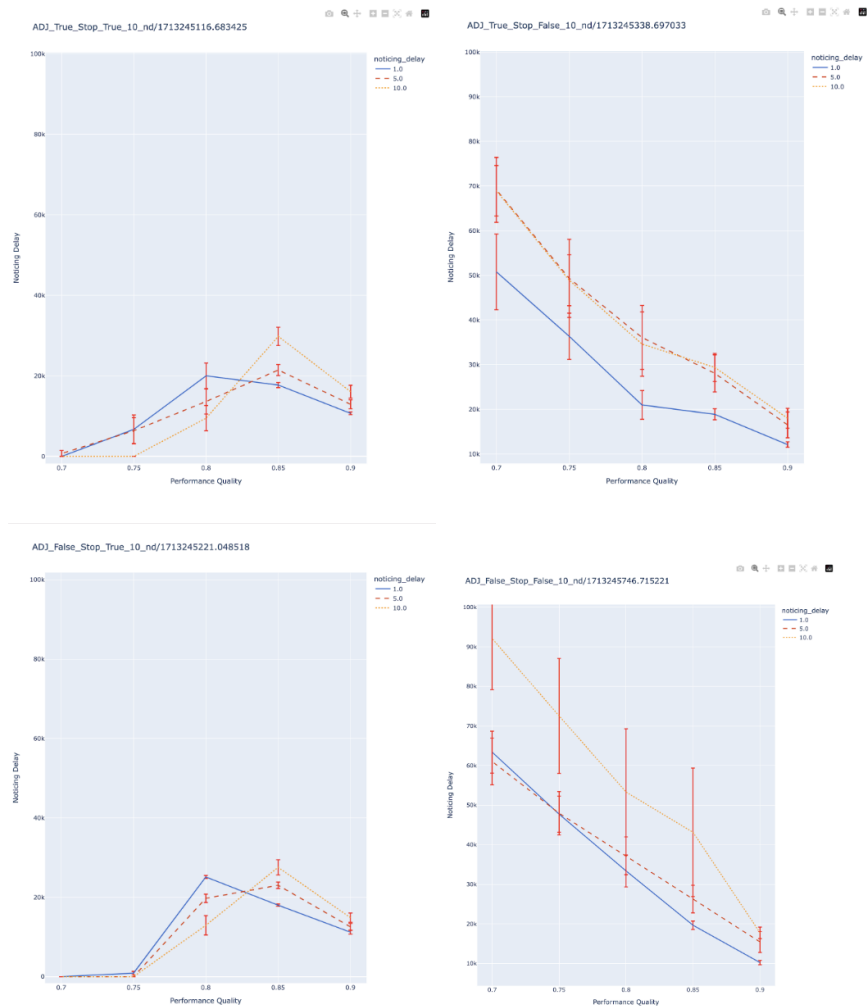 ADJ_True_Stop_True_10_nd/1713245116.683425
noticing_delay
1.0
5.0
10.0
100k
80k
60k
40k
20k
0
Noticing Delay
0.7 0.75 0.8 0.85 0.9
Performance Quality
ADJ_True_Stop_False_10_nd/1713245338.697033
noticing_delay
1.0
5.0
10.0
100k
90k
80k
70k
60k
50k
40k
30k
20k
10k
Noticing Delay
0.7 0.75 0.8 0.85 0.9
Performance Quality
ADJ_False_Stop_True_10_nd/1713245221.048518
noticing_delay
1.0
5.0
10.0
100k
80k
60k
40k
20k
0
Noticing Delay
0.7 0.75 0.8 0.85 0.9
Performance Quality
ADJ_False_Stop_False_10_nd/1713245746.715221
noticing_delay
1.0
5.0
10.0
100k
90k
80k
70k
60k
50k
40k
30k
20k
10k
Noticing Delay
0.7 0.75 0.8 0.85 0.9
Performance Quality